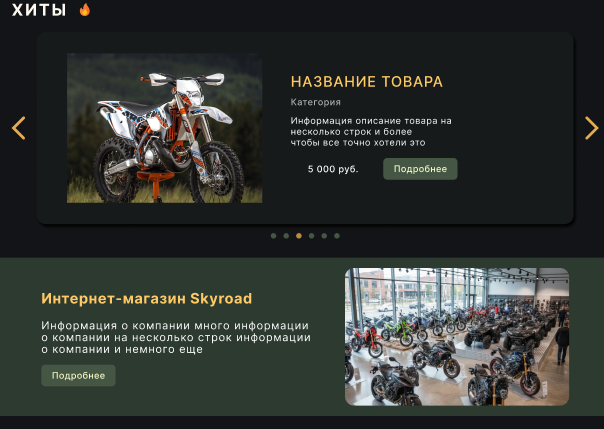 ХИТЫ 🔥
НАЗВАНИЕ ТОВАРА
Категория
Информация описание товара на
несколько строк и более
чтобы все точно хотели это
5 000 руб.
Подробнее
Интернет-магазин Skyroad
Информация о компании много информации
о компании на несколько строк информации
о компании и немного еще
Подробнее